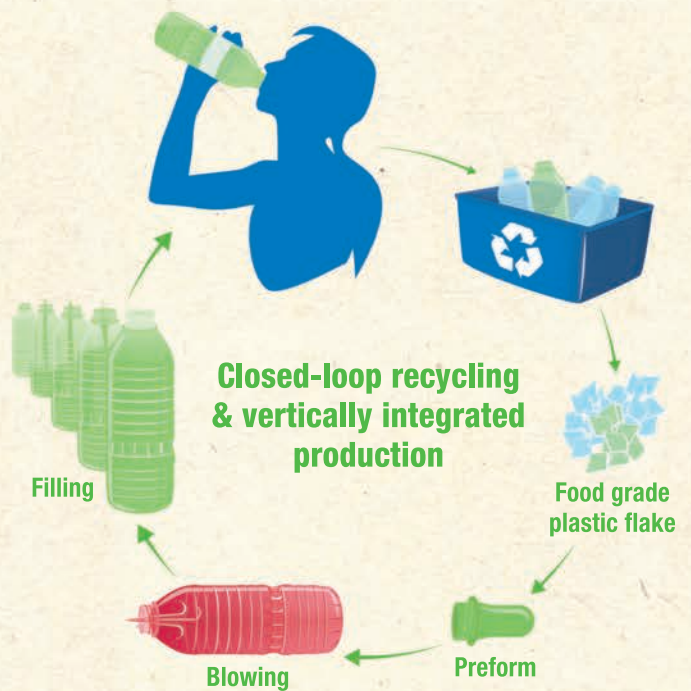 Closed-loop recycling
& vertically integrated
production
Filling
Food grade
plastic flake
Preform
Blowing